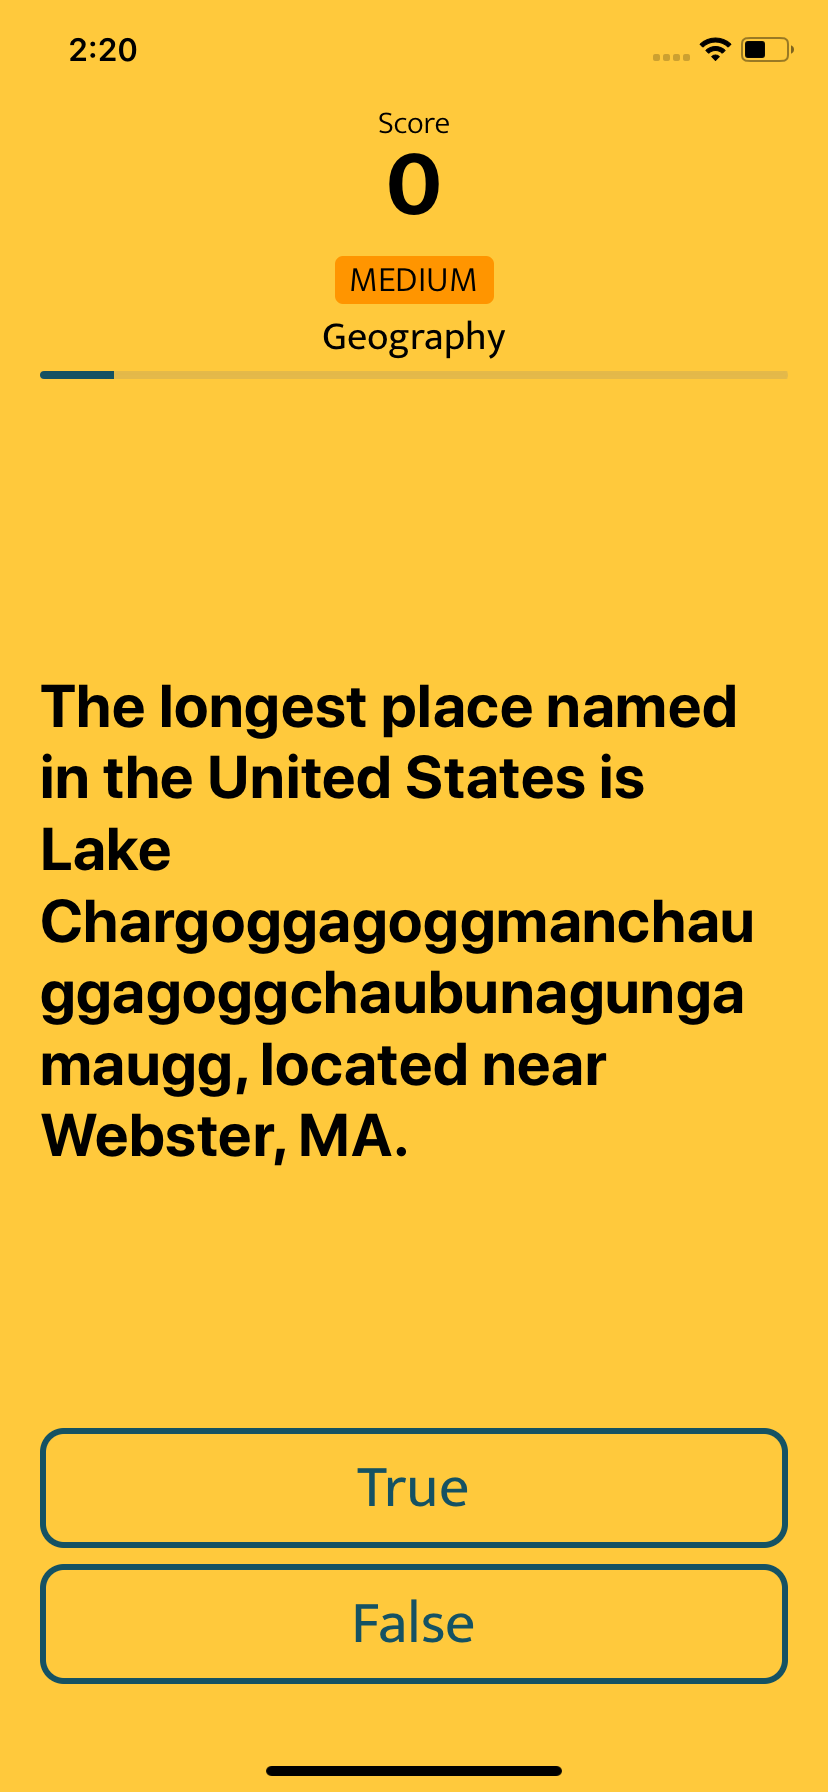 2:20
Score
0
MEDIUM
Geography
The longest place named
in the United States is
Lake
Chargoggagoggmanchau
ggagoggchaubunagunga
maugg, located near
Webster, MA.
True
False